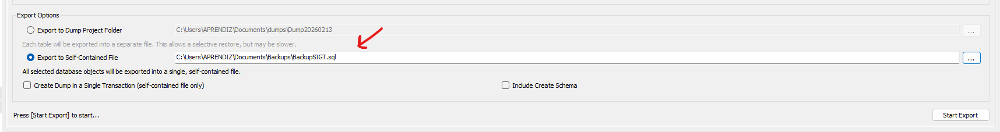 Export Options
Export to Dump Project Folder C:\Users\APRENDIZ\Documents\dumps\Dump20260213 ...
Each table will be exported into a separate file. This allows a selective restore, but may be slower.
Export to Self-Contained File C:\Users\APRENDIZ\Documents\Backups\BackupSIGT.sql ...
All selected database objects will be exported into a single, self-contained file.
Create Dump in a Single Transaction (self-contained file only) Include Create Schema
Press [Start Export] to start... Start Export